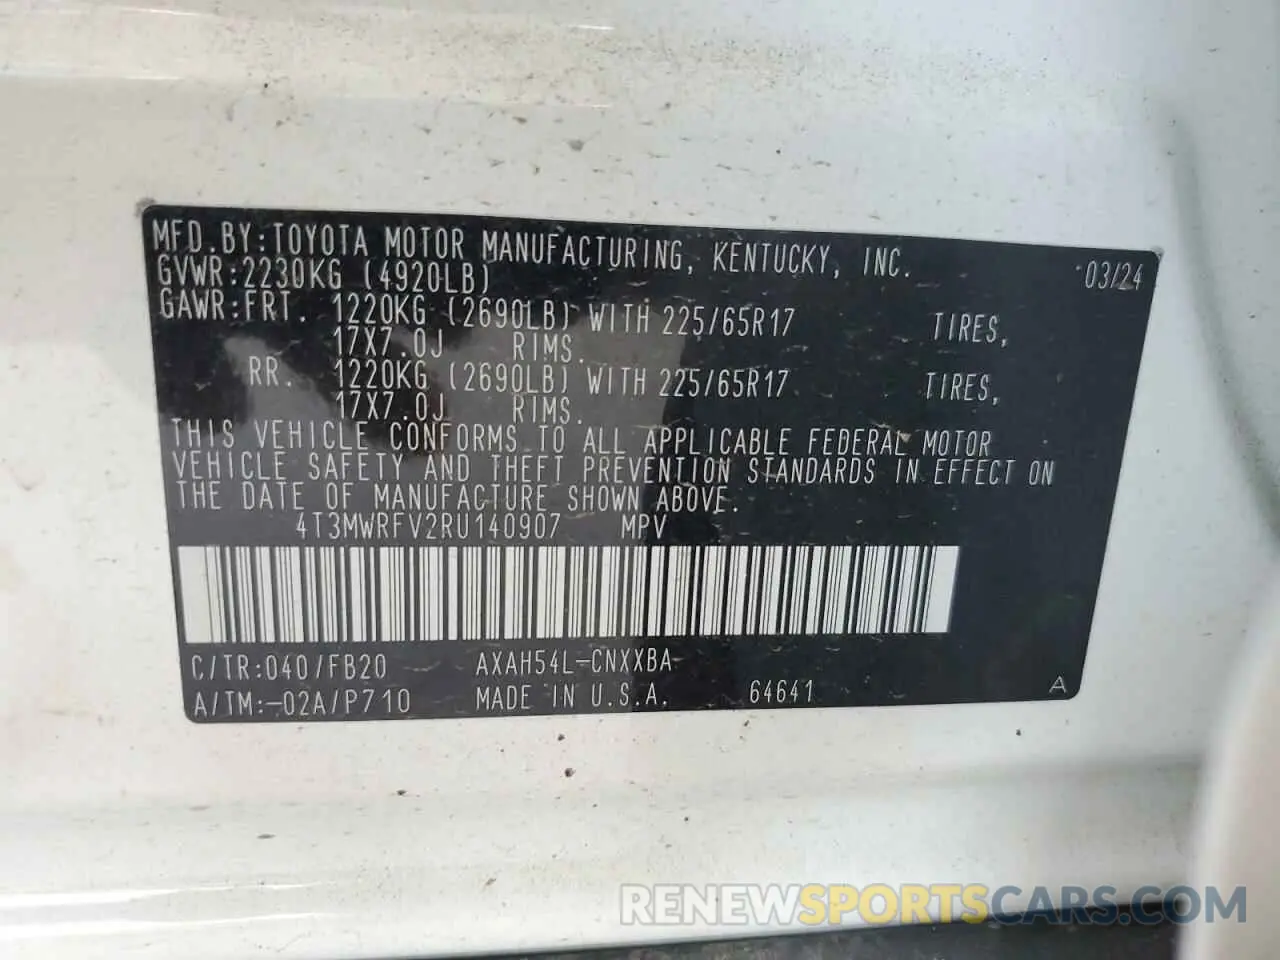 MFD.BY:TOYOTA MOTOR MANUFACTURING, KENTUCKY, INC. 03/24
GVWR:2230KG (4920LB)
GAWR:FRT. 1220KG (2690LB) WITH 225/65R17 TIRES,
17X7.0J RIMS.
RR. 1220KG (2690LB) WITH 225/65R17 TIRES,
17X7.0J RIMS.
THIS VEHICLE CONFORMS TO ALL APPLICABLE FEDERAL MOTOR
VEHICLE SAFETY AND THEFT PREVENTION STANDARDS IN EFFECT ON
THE DATE OF MANUFACTURE SHOWN ABOVE.
4T3MWRFV2RU140907 MPV
C/TR:040/FB20 AXAH54L-CNXXBA
A/TM:-02A/P710 MADE IN U.S.A. 64641 A
RENEWSPORTSCARS.COM